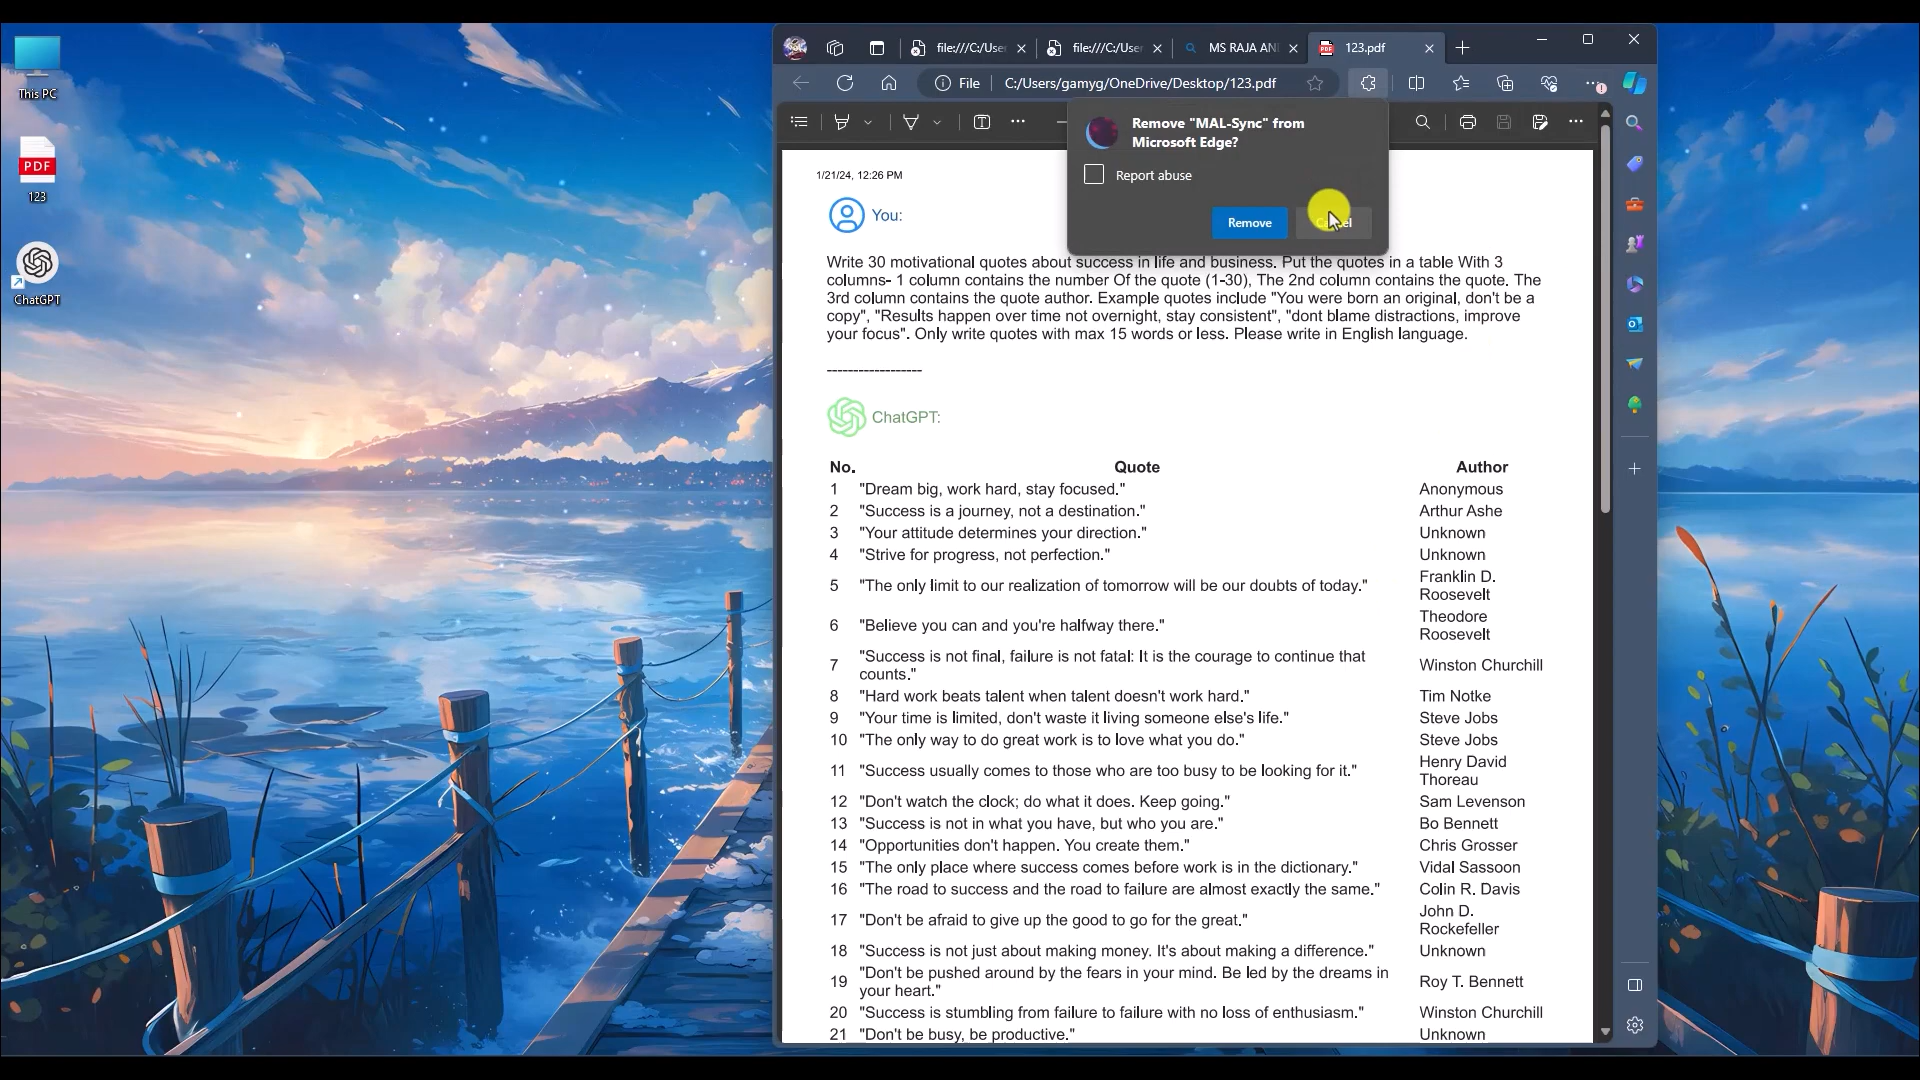 This PC
PDF
123
ChatGPT
file:///C:/User
file:///C:/User
MS RAJA AN
123.pdf
File
C:/Users/gamyg/OneDrive/Desktop/123.pdf
Remove "MAL-Sync" from
Microsoft Edge?
Report abuse
Remove
1/21/24, 12:26 PM
You:
Write 30 motivational quotes about success in life and business. Put the quotes in a table With 3
columns- 1 column contains the number Of the quote (1-30), The 2nd column contains the quote. The
3rd column contains the quote author. Example quotes include "You were born an original, don't be a
copy", "Results happen over time not overnight, stay consistent", "dont blame distractions, improve
your focus". Only write quotes with max 15 words or less. Please write in English language.
------------------
ChatGPT:
No. Quote Author
1 "Dream big, work hard, stay focused." Anonymous
2 "Success is a journey, not a destination." Arthur Ashe
3 "Your attitude determines your direction." Unknown
4 "Strive for progress, not perfection." Unknown
5 "The only limit to our realization of tomorrow will be our doubts of today." Franklin D.
Roosevelt
6 "Believe you can and you're halfway there." Theodore
Roosevelt
7 "Success is not final, failure is not fatal: It is the courage to continue that
counts." Winston Churchill
8 "Hard work beats talent when talent doesn't work hard." Tim Notke
9 "Your time is limited, don't waste it living someone else's life." Steve Jobs
10 "The only way to do great work is to love what you do." Steve Jobs
11 "Success usually comes to those who are too busy to be looking for it." Henry David
Thoreau
12 "Don't watch the clock; do what it does. Keep going." Sam Levenson
13 "Success is not in what you have, but who you are." Bo Bennett
14 "Opportunities don't happen. You create them." Chris Grosser
15 "The only place where success comes before work is in the dictionary." Vidal Sassoon
16 "The road to success and the road to failure are almost exactly the same." Colin R. Davis
17 "Don't be afraid to give up the good to go for the great." John D.
Rockefeller
18 "Success is not just about making money. It's about making a difference." Unknown
19 "Don't be pushed around by the fears in your mind. Be led by the dreams in
your heart." Roy T. Bennett
20 "Success is stumbling from failure to failure with no loss of enthusiasm." Winston Churchill
21 "Don't be busy, be productive." Unknown